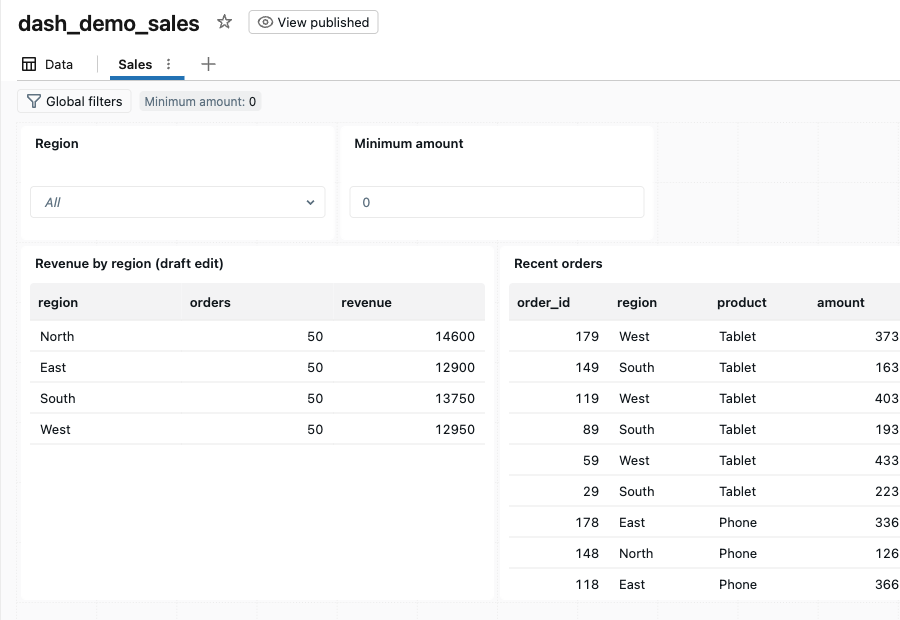 dash_demo_sales View published
Data Sales
Global filters Minimum amount: 0
Region Minimum amount
All 0
Revenue by region (draft edit) Recent orders
region orders revenue order_id region product amount
North 50 14600 179 West Tablet 373
East 50 12900 149 South Tablet 163
South 50 13750 119 West Tablet 403
West 50 12950 89 South Tablet 193
59 West Tablet 433
29 South Tablet 223
178 East Phone 336
148 North Phone 126
118 East Phone 366